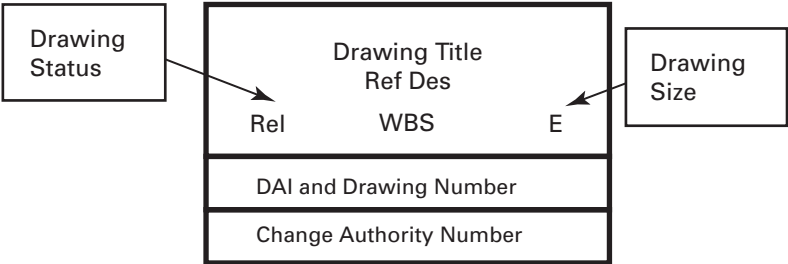 Drawing
Status
Drawing Title
Ref Des
Rel WBS E
Drawing
Size
DAI and Drawing Number
Change Authority Number